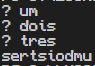 ? um
? dois
? tres
sertsiodmu